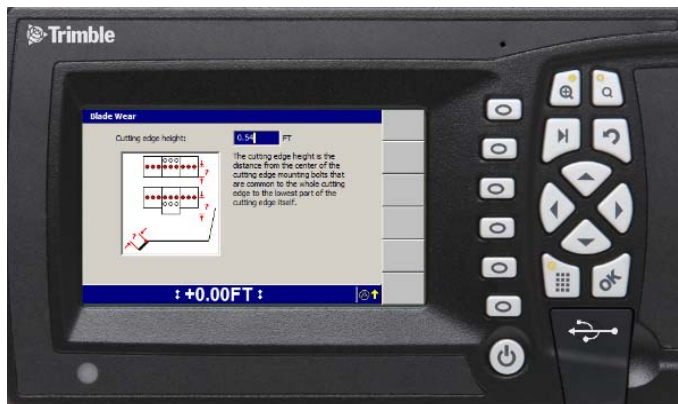 Trimble
Blade Wear
Cutting edge height:
0.54
FT
The cutting edge height is the
distance from the center of the
cutting edge mounting bolts that
are common to the whole cutting
edge to the lowest part of the
cutting edge itself.
?
?
?
+0.00FT
OK